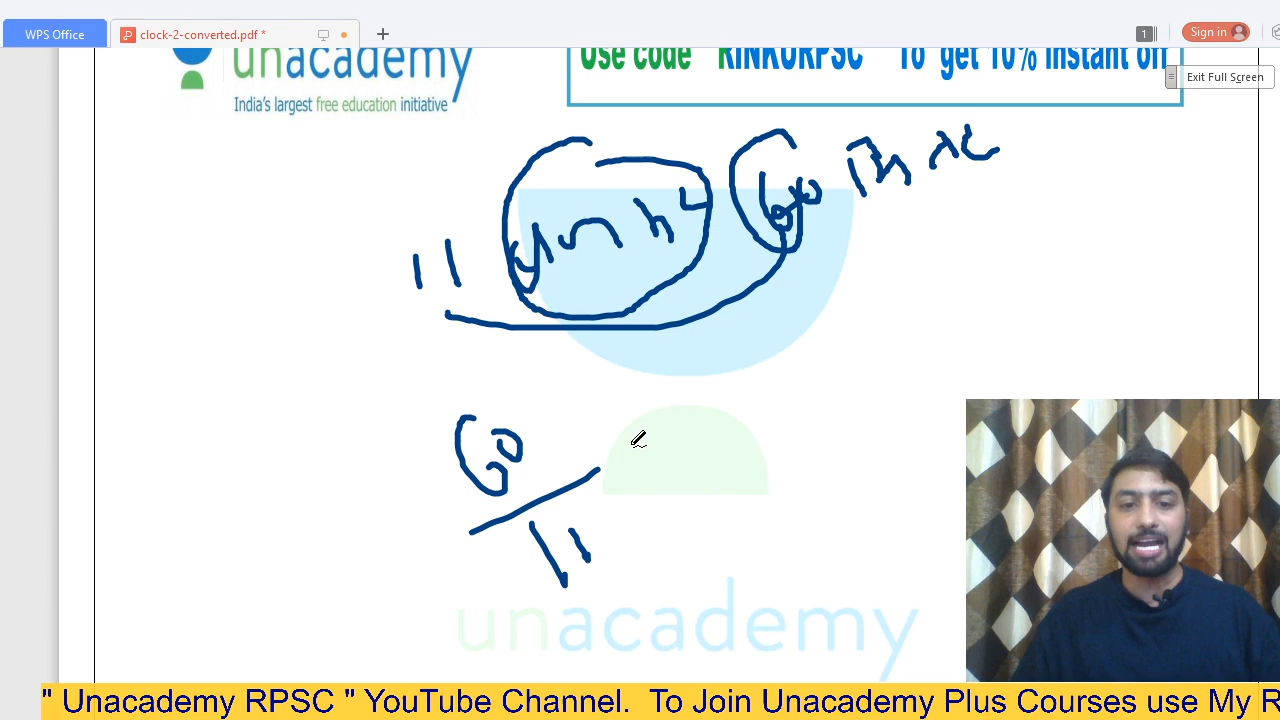 WPS Office
clock-2-converted.pdf *
1
Sign in
Exit Full Screen
unacademy
India's largest free education initiative
Use code RINKURPSC To get 10% instant off
11
60
60
11
unacademy
" Unacademy RPSC " YouTube Channel. To Join Unacademy Plus Courses use My R